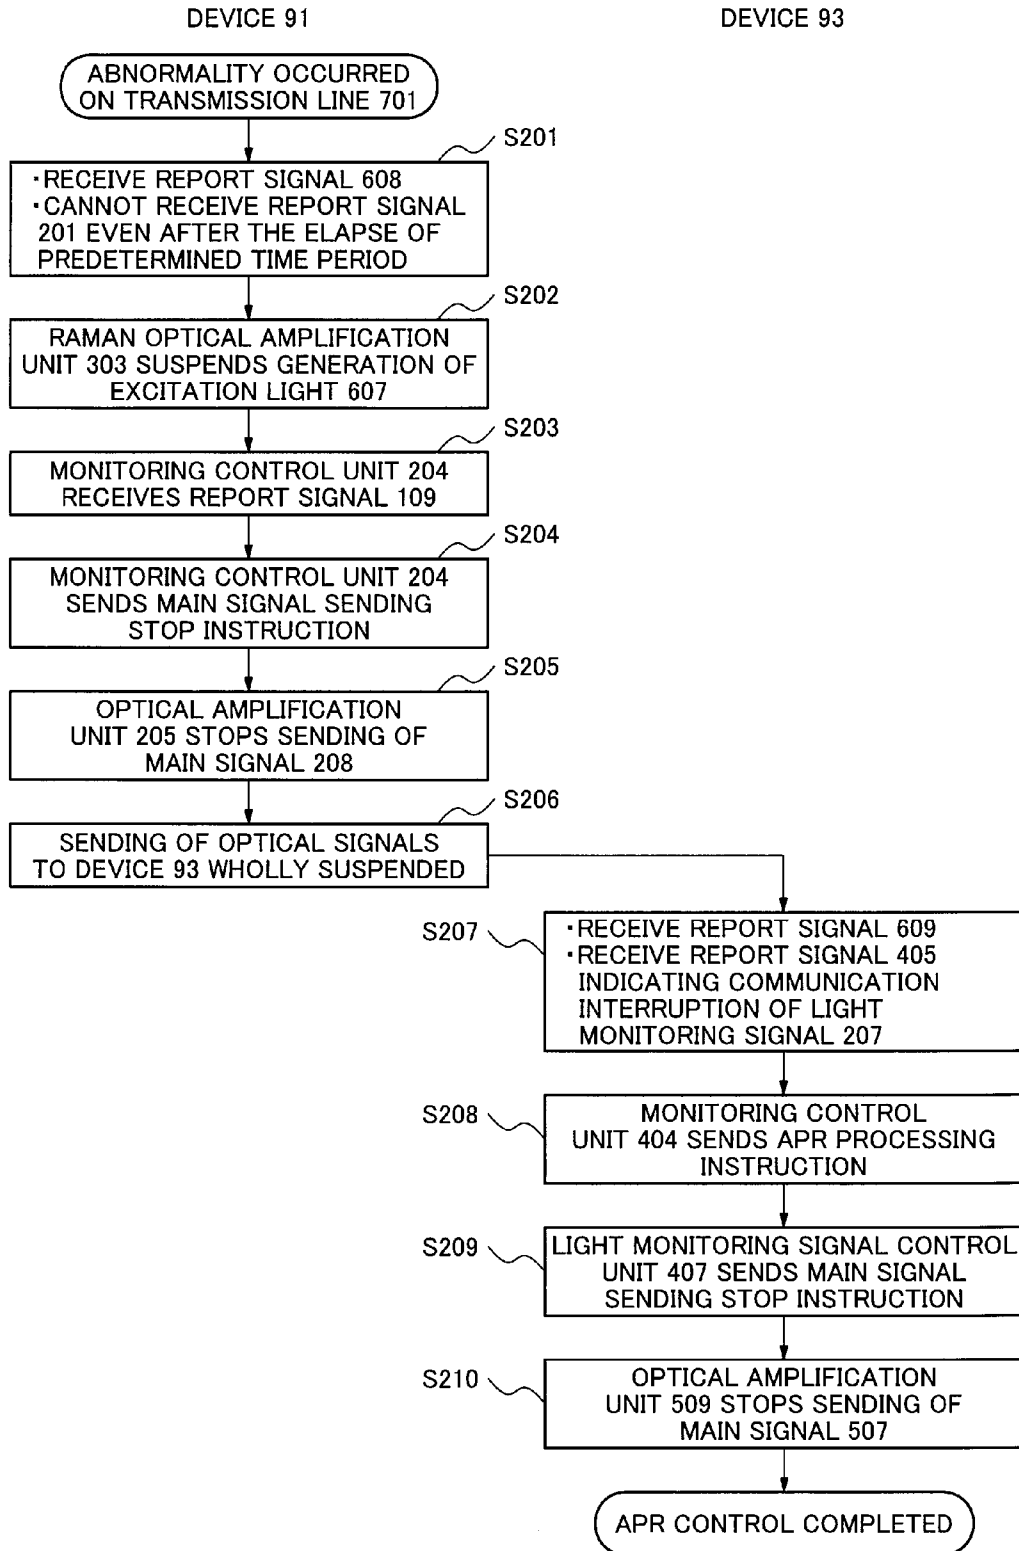 DEVICE 91
DEVICE 93
ABNORMALITY OCCURRED
ON TRANSMISSION LINE 701
S201
・RECEIVE REPORT SIGNAL 608
・CANNOT RECEIVE REPORT SIGNAL
201 EVEN AFTER THE ELAPSE OF
PREDETERMINED TIME PERIOD
S202
RAMAN OPTICAL AMPLIFICATION
UNIT 303 SUSPENDS GENERATION OF
EXCITATION LIGHT 607
S203
MONITORING CONTROL UNIT 204
RECEIVES REPORT SIGNAL 109
S204
MONITORING CONTROL UNIT 204
SENDS MAIN SIGNAL SENDING
STOP INSTRUCTION
S205
OPTICAL AMPLIFICATION
UNIT 205 STOPS SENDING OF
MAIN SIGNAL 208
S206
SENDING OF OPTICAL SIGNALS
TO DEVICE 93 WHOLLY SUSPENDED
S207
・RECEIVE REPORT SIGNAL 609
・RECEIVE REPORT SIGNAL 405
INDICATING COMMUNICATION
INTERRUPTION OF LIGHT
MONITORING SIGNAL 207
S208
MONITORING CONTROL
UNIT 404 SENDS APR PROCESSING
INSTRUCTION
S209
LIGHT MONITORING SIGNAL CONTROL
UNIT 407 SENDS MAIN SIGNAL
SENDING STOP INSTRUCTION
S210
OPTICAL AMPLIFICATION
UNIT 509 STOPS SENDING OF
MAIN SIGNAL 507
APR CONTROL COMPLETED